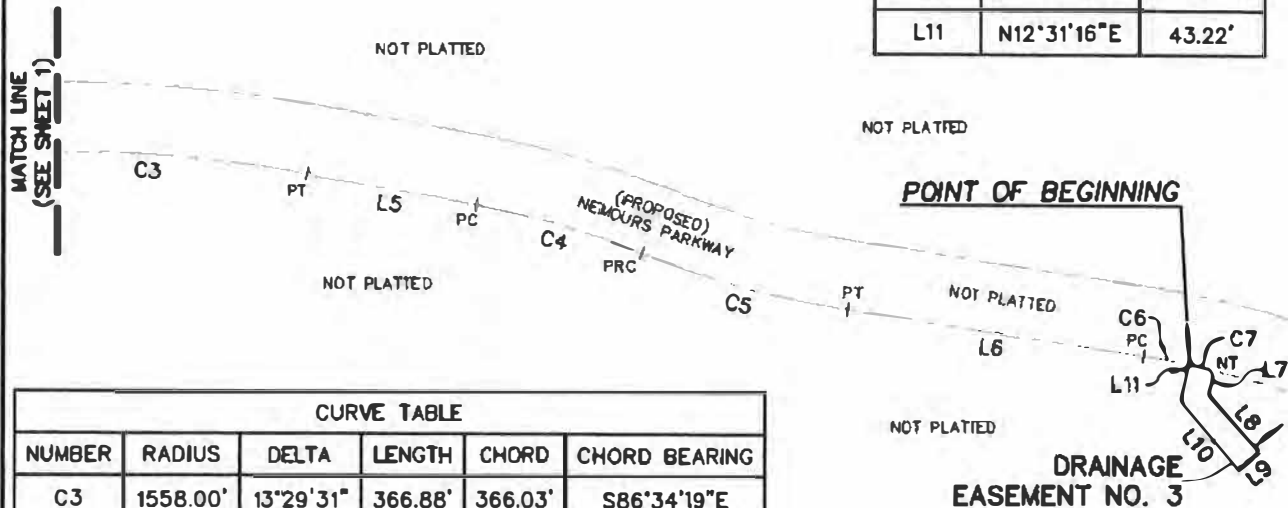 L11 N12°31'16"E 43.22'
NOT PLATTED
MATCH LINE
(SEE SHEET 1)
NOT PLATTED
C3
PT
L5
PC
C4
(PROPOSED)
NEMOURS PARKWAY
POINT OF BEGINNING
PRC
NOT PLATTED
C5
PT
NOT PLATTED
C6
PC
C7
NT
L7
L6
L11
NOT PLATTED
L8
L10
L9
DRAINAGE
EASEMENT NO. 3
CURVE TABLE
NUMBER RADIUS DELTA LENGTH CHORD CHORD BEARING
C3 1558.00' 13°29'31" 366.88' 366.03' S86°34'19"E